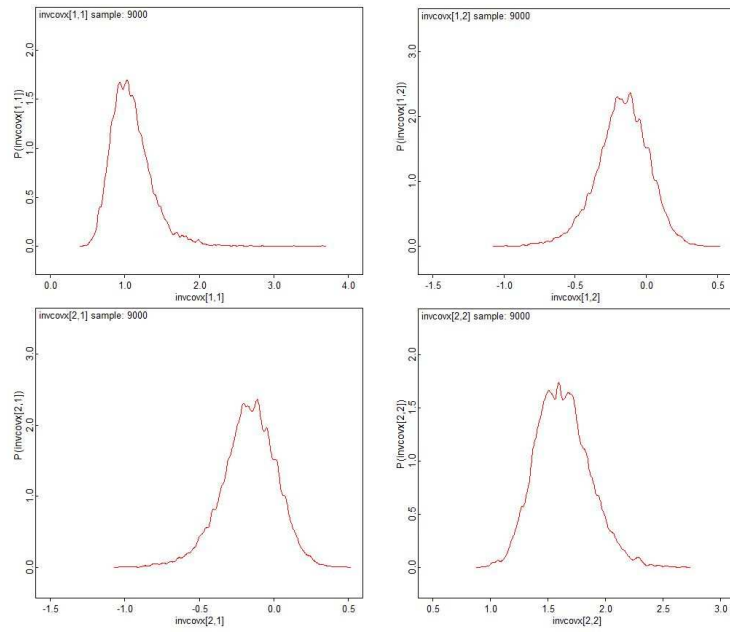 invcovx[1,1] sample: 9000
P(invcovx[1,1])
2.0
1.5
1.0
0.5
0.0
0.0 1.0 2.0 3.0 4.0
invcovx[1,1]
invcovx[1,2] sample: 9000
P(invcovx[1,2])
3.0
2.0
1.0
0.0
-1.5 -1.0 -0.5 0.0 0.5
invcovx[1,2]
invcovx[2,1] sample: 9000
P(invcovx[2,1])
3.0
2.0
1.0
0.0
-1.5 -1.0 -0.5 0.0 0.5
invcovx[2,1]
invcovx[2,2] sample: 9000
P(invcovx[2,2])
2.0
1.5
1.0
0.5
0.0
0.5 1.0 1.5 2.0 2.5 3.0
invcovx[2,2]